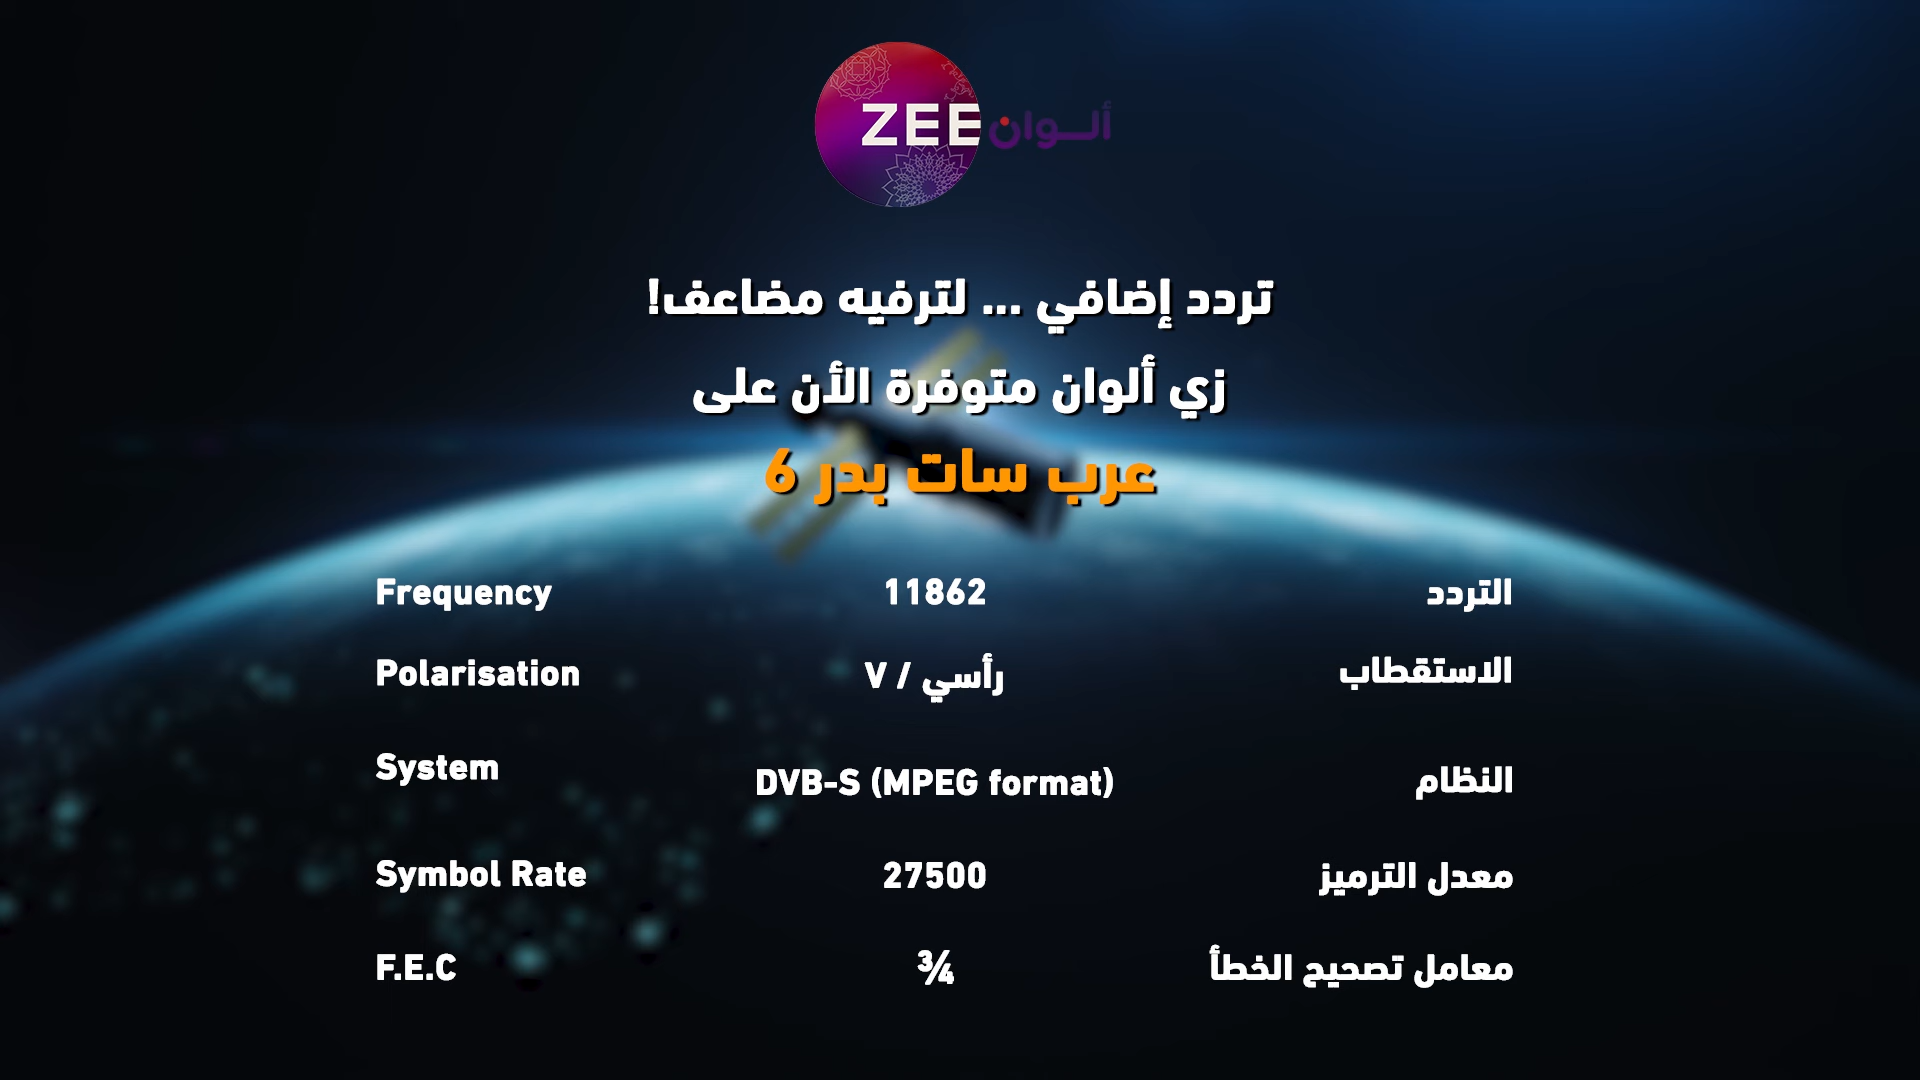 ZEE ألوان
تردد إضافي ... لترفيه مضاعف!
زي ألوان متوفرة الأن على
عرب سات بدر 6
Frequency 11862 التردد
Polarisation رأسي / V الاستقطاب
System DVB-S (MPEG format) النظام
Symbol Rate 27500 معدل الترميز
F.E.C ¾ معامل تصحيح الخطأ